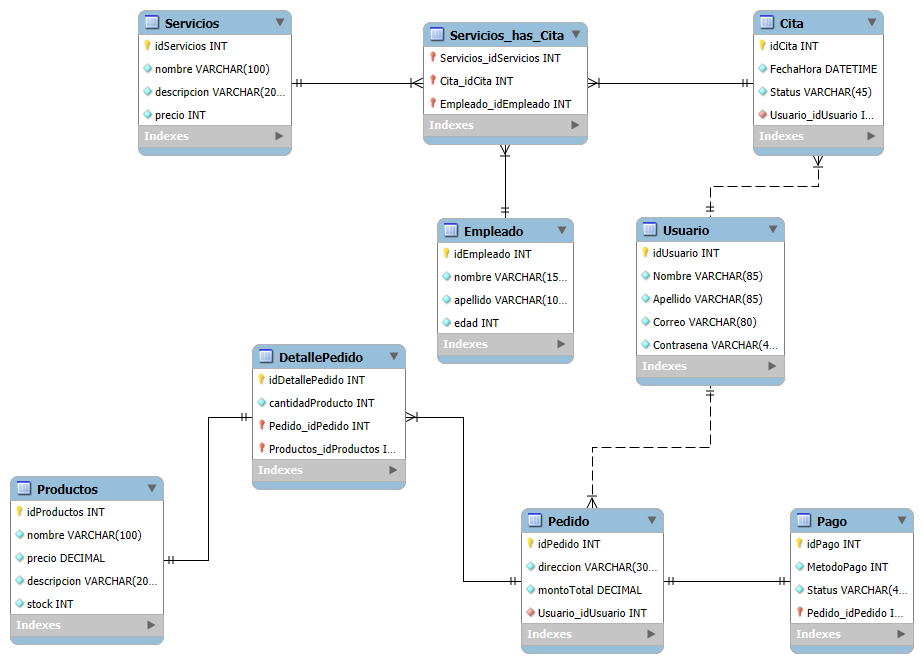 Servicios
idServicios INT
nombre VARCHAR(100)
descripcion VARCHAR(20...
precio INT
Indexes
Servicios_has_Cita
Servicios_idServicios INT
Cita_idCita INT
Empleado_idEmpleado INT
Indexes
Cita
idCita INT
FechaHora DATETIME
Status VARCHAR(45)
Usuario_idUsuario I...
Indexes
Empleado
idEmpleado INT
nombre VARCHAR(15...
apellido VARCHAR(10...
edad INT
Indexes
Usuario
idUsuario INT
Nombre VARCHAR(85)
Apellido VARCHAR(85)
Correo VARCHAR(80)
Contrasena VARCHAR(4...
Indexes
DetallePedido
idDetallePedido INT
cantidadProducto INT
Pedido_idPedido INT
Productos_idProductos I...
Indexes
Productos
idProductos INT
nombre VARCHAR(100)
precio DECIMAL
descripcion VARCHAR(20...
stock INT
Indexes
Pedido
idPedido INT
direccion VARCHAR(30...
montoTotal DECIMAL
Usuario_idUsuario INT
Indexes
Pago
idPago INT
MetodoPago INT
Status VARCHAR(4...
Pedido_idPedido I...
Indexes